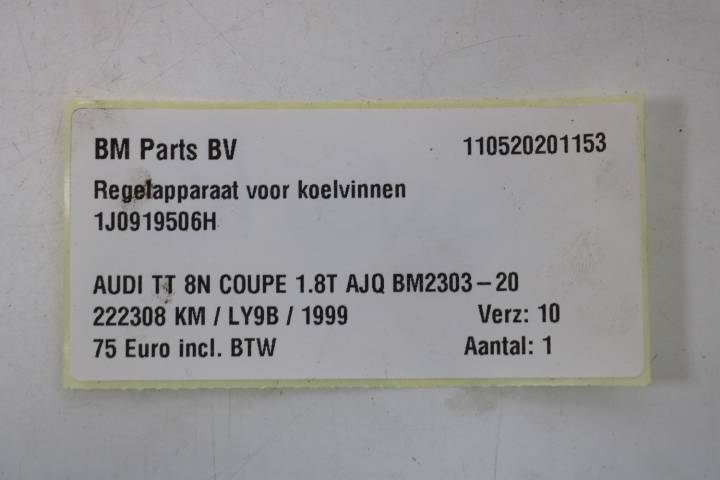 BM Parts BV 110520201153
Regelapparaat voor koelvinnen
1J0919506H
AUDI TT 8N COUPE 1.8T AJQ BM2303-20
222308 KM / LY9B / 1999 Verz: 10
75 Euro incl. BTW Aantal: 1